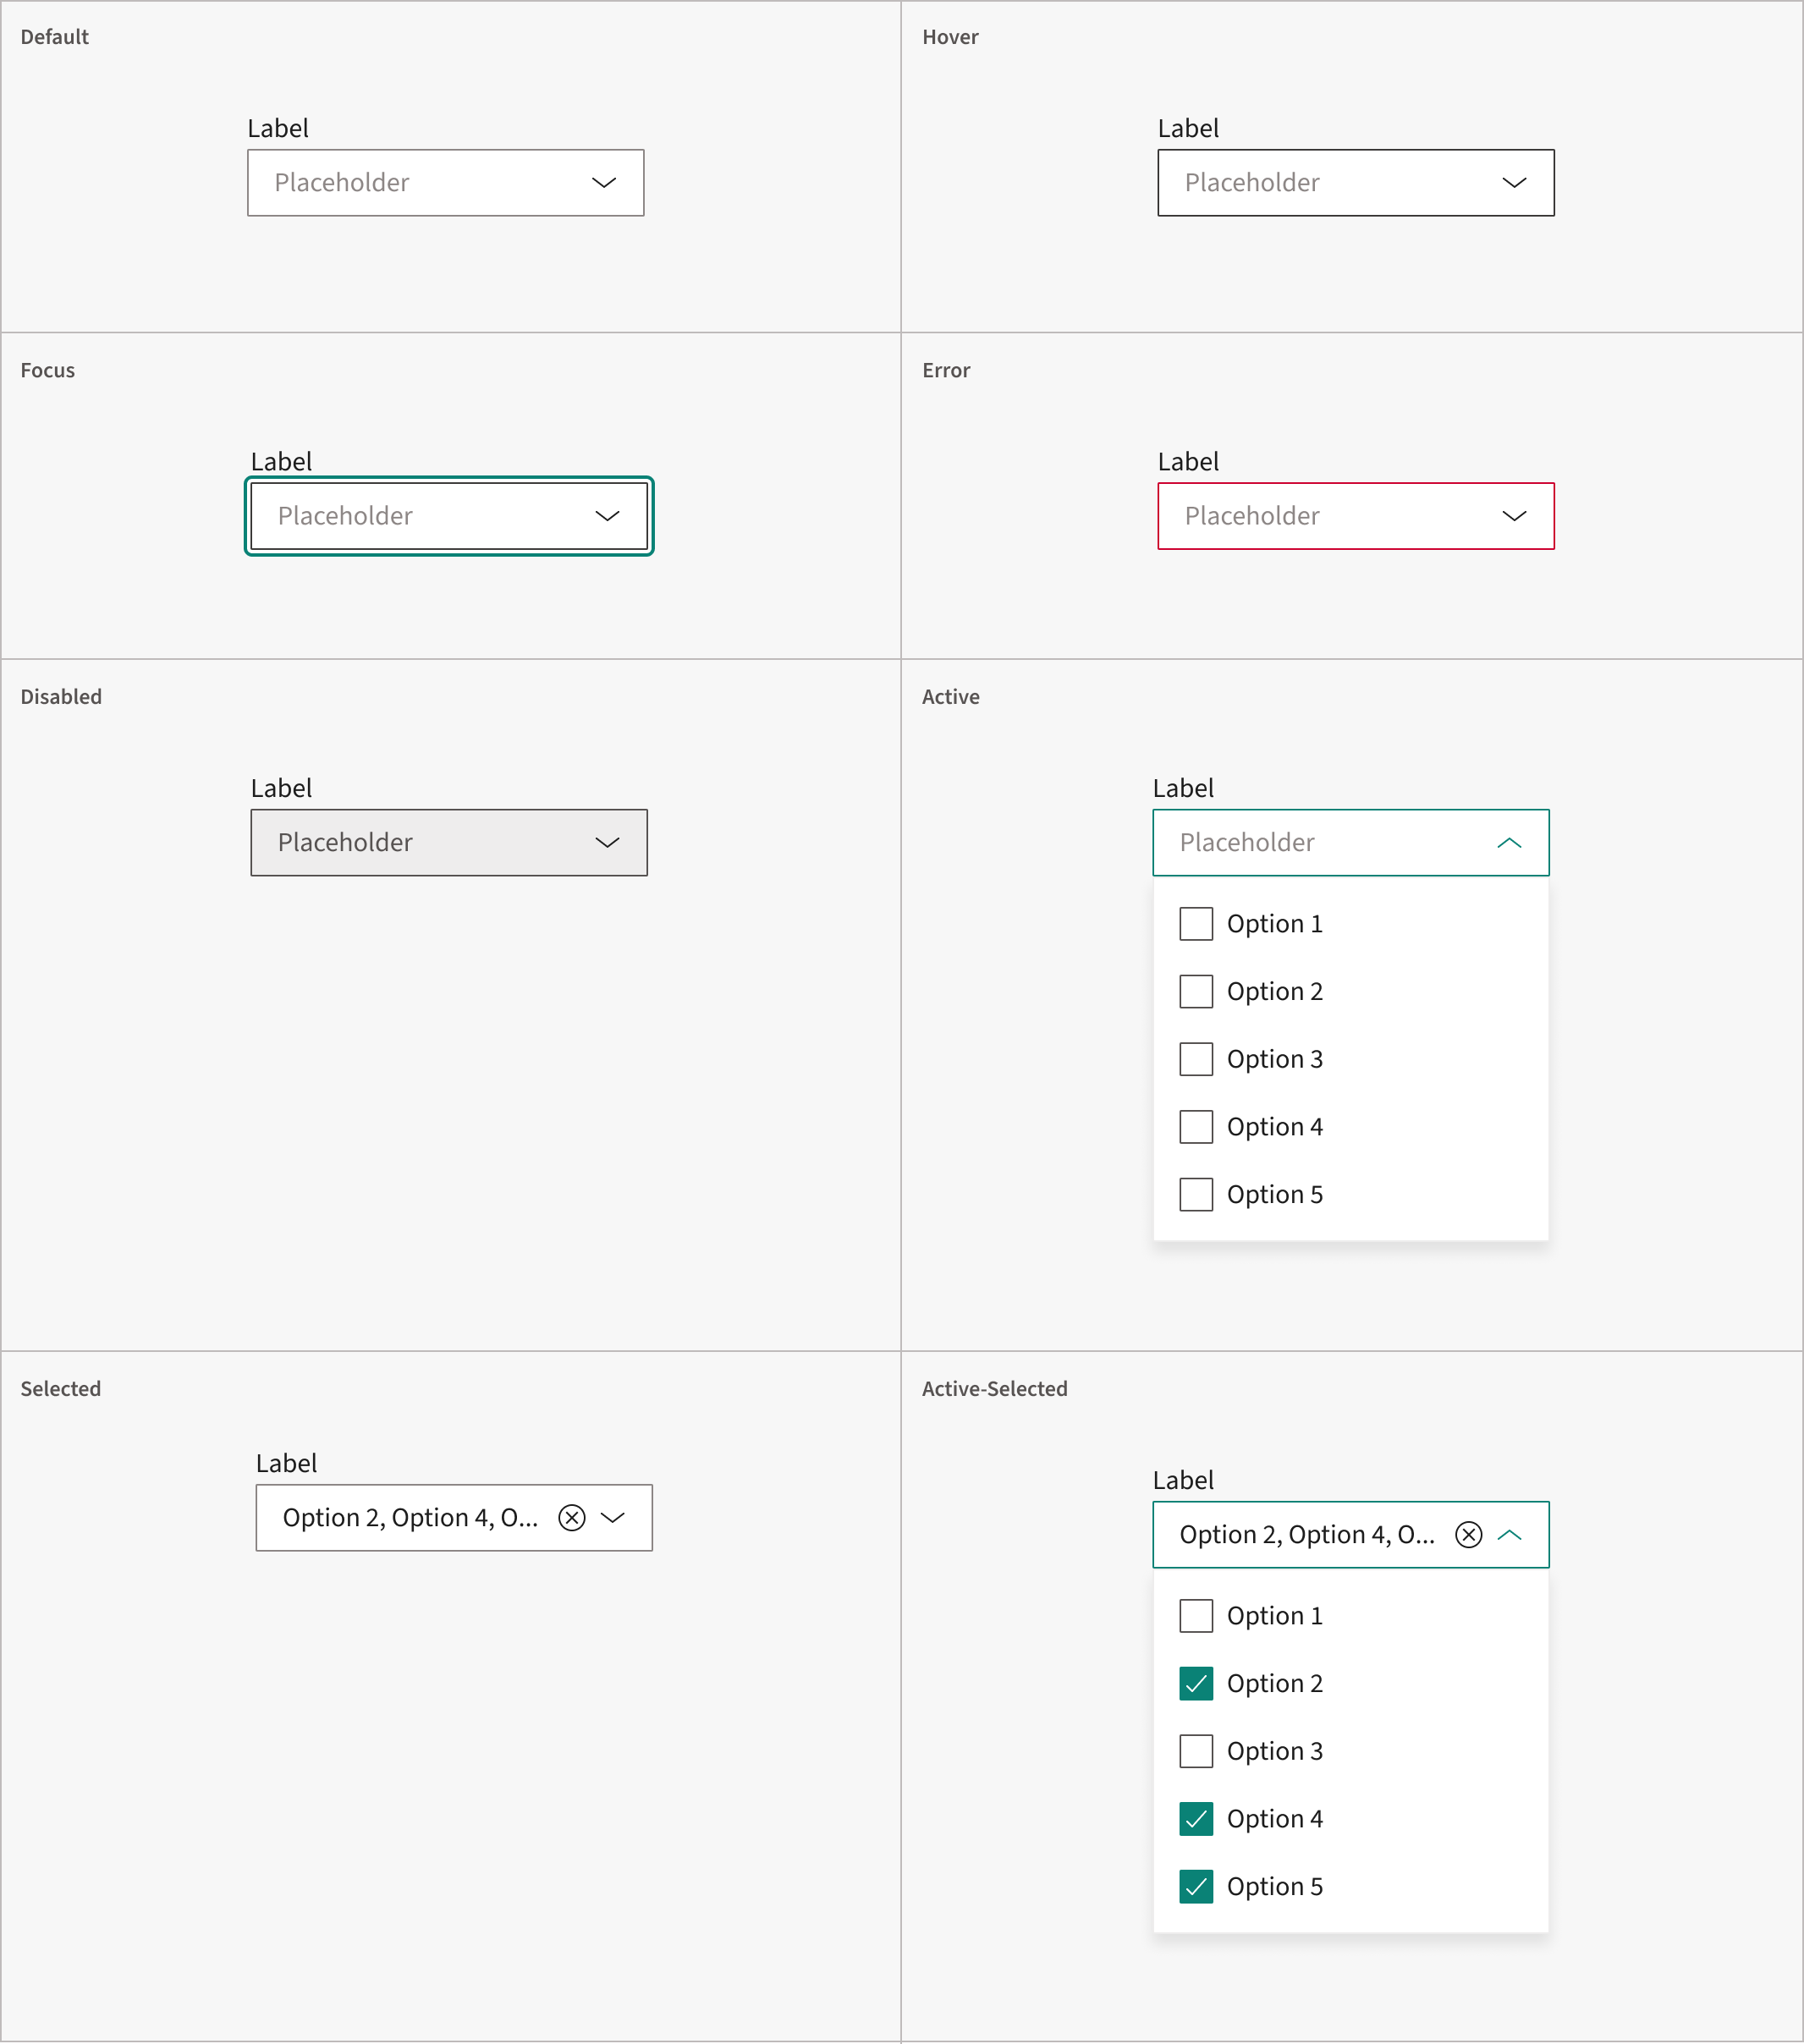 Default
Label
Placeholder
Hover
Label
Placeholder
Focus
Label
Placeholder
Error
Label
Placeholder
Disabled
Label
Placeholder
Active
Label
Placeholder
Option 1
Option 2
Option 3
Option 4
Option 5
Selected
Label
Option 2, Option 4, O...
Active-Selected
Label
Option 2, Option 4, O...
Option 1
Option 2
Option 3
Option 4
Option 5